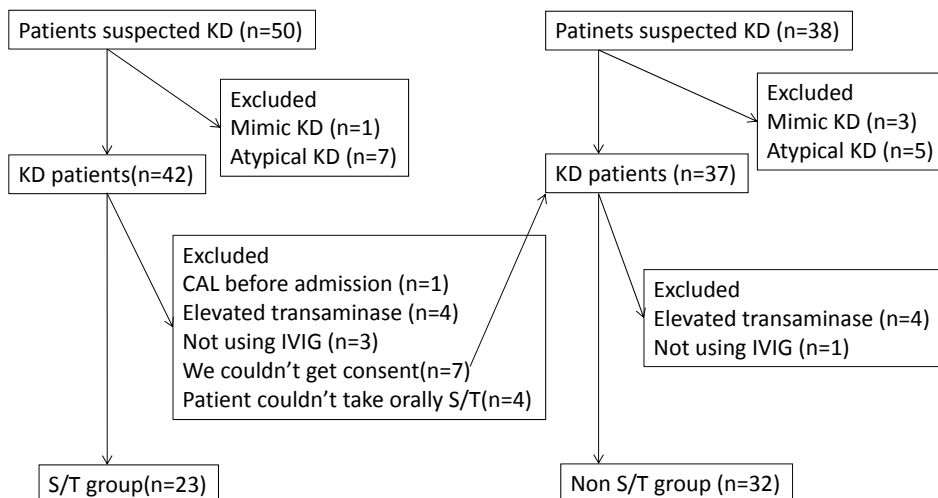 Patients suspected KD (n=50)
Excluded
Mimic KD (n=1)
Atypical KD (n=7)
KD patients(n=42)
Excluded
CAL before admission (n=1)
Elevated transaminase (n=4)
Not using IVIG (n=3)
We couldn't get consent(n=7)
Patient couldn't take orally S/T(n=4)
S/T group(n=23)
Patinets suspected KD (n=38)
Excluded
Mimic KD (n=3)
Atypical KD (n=5)
KD patients (n=37)
Excluded
Elevated transaminase (n=4)
Not using IVIG (n=1)
Non S/T group (n=32)